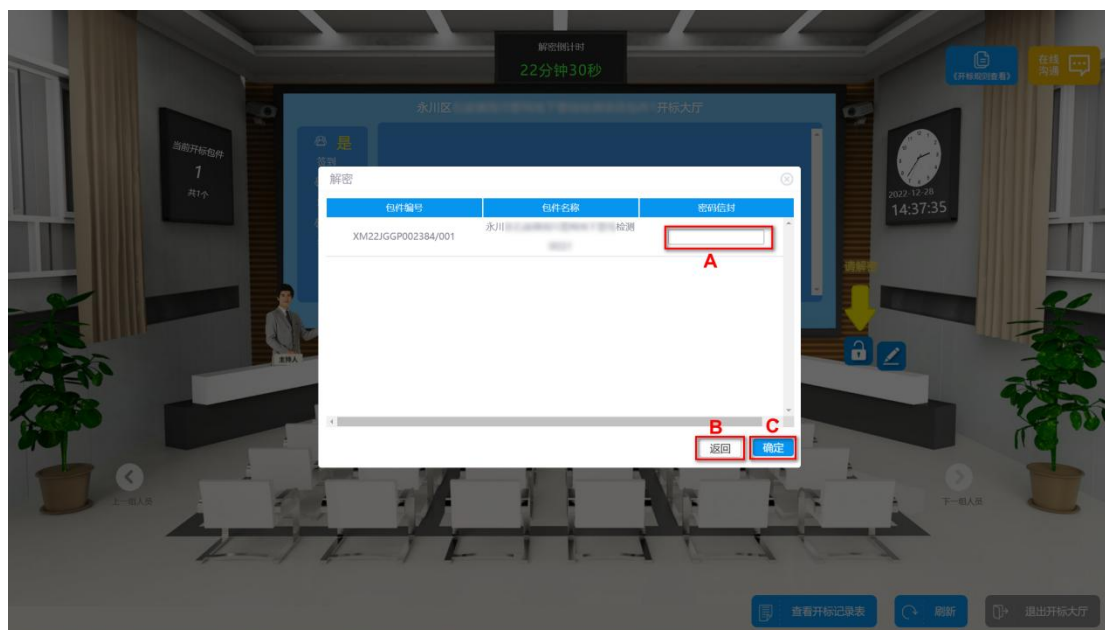 解密倒计时
22分钟30秒
《开标规则查看》
在线
沟通
永川区
开标大厅
当前开标包件
1
共1个
是
签到
2022-12-28
14:37:35
解密
包件编号
包件名称
密码信封
XM22JGGP002384/001
永川
检测
A
请解密
主持人
B
C
返回
确定
上一组人员
下一组人员
查看开标记录表
刷新
退出开标大厅